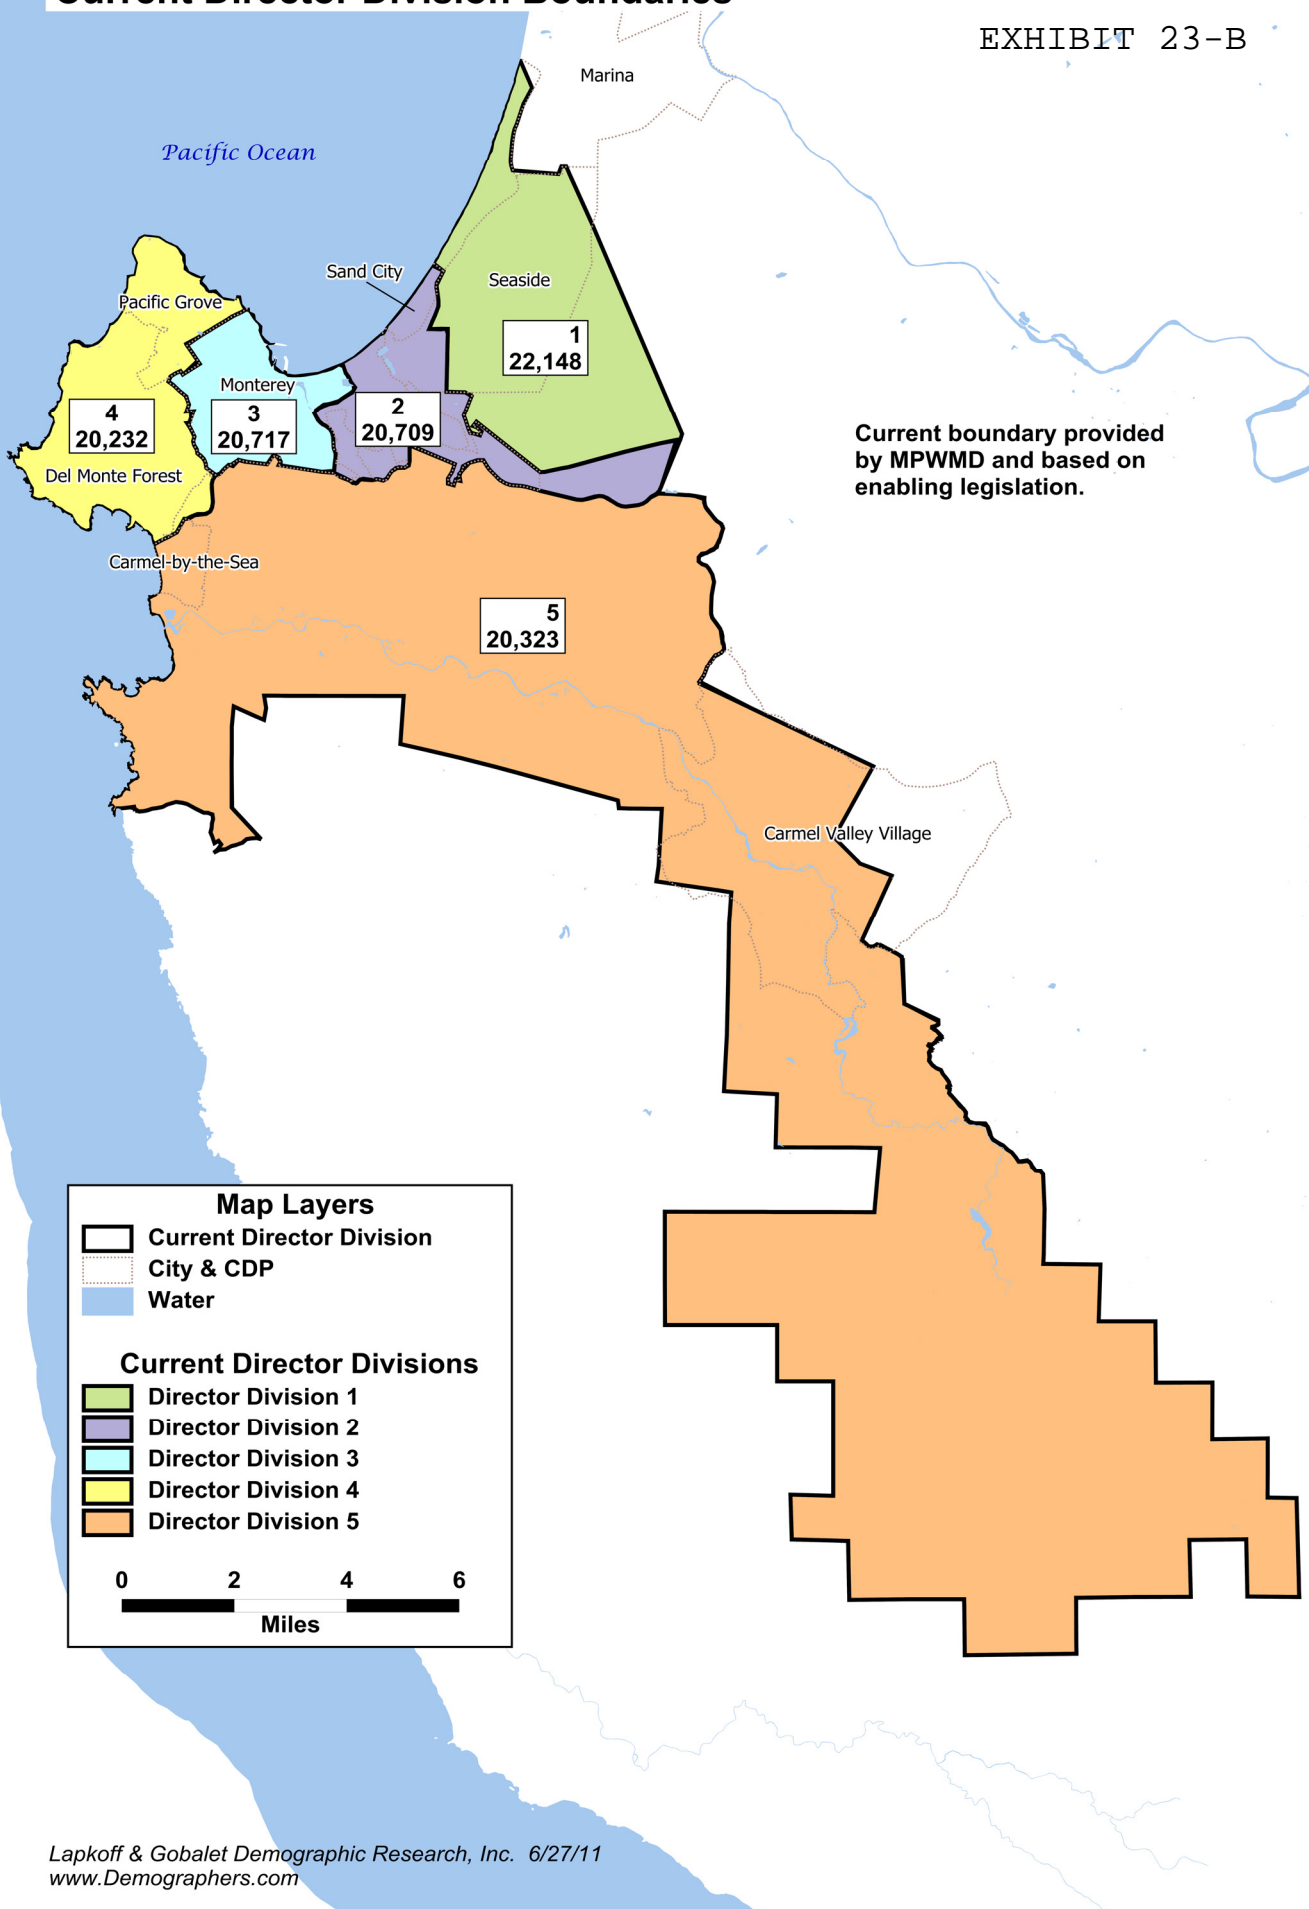 Current Director Division Boundaries
EXHIBIT 23-B
Marina
Pacific Ocean
Sand City
Seaside
Pacific Grove
1
22,148
Monterey
4
20,232
3
20,717
2
20,709
Current boundary provided
by MPWMD and based on
enabling legislation.
Del Monte Forest
Carmel-by-the-Sea
5
20,323
Carmel Valley Village
Map Layers
Current Director Division
City & CDP
Water
Current Director Divisions
Director Division 1
Director Division 2
Director Division 3
Director Division 4
Director Division 5
0 2 4 6
Miles
Lapkoff & Gobalet Demographic Research, Inc. 6/27/11
www.Demographers.com